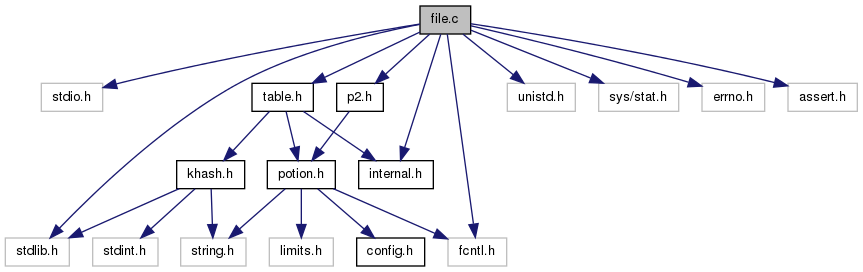 file.c
stdio.h
table.h
p2.h
unistd.h
sys/stat.h
errno.h
assert.h
khash.h
potion.h
internal.h
stdlib.h
stdint.h
string.h
limits.h
config.h
fcntl.h